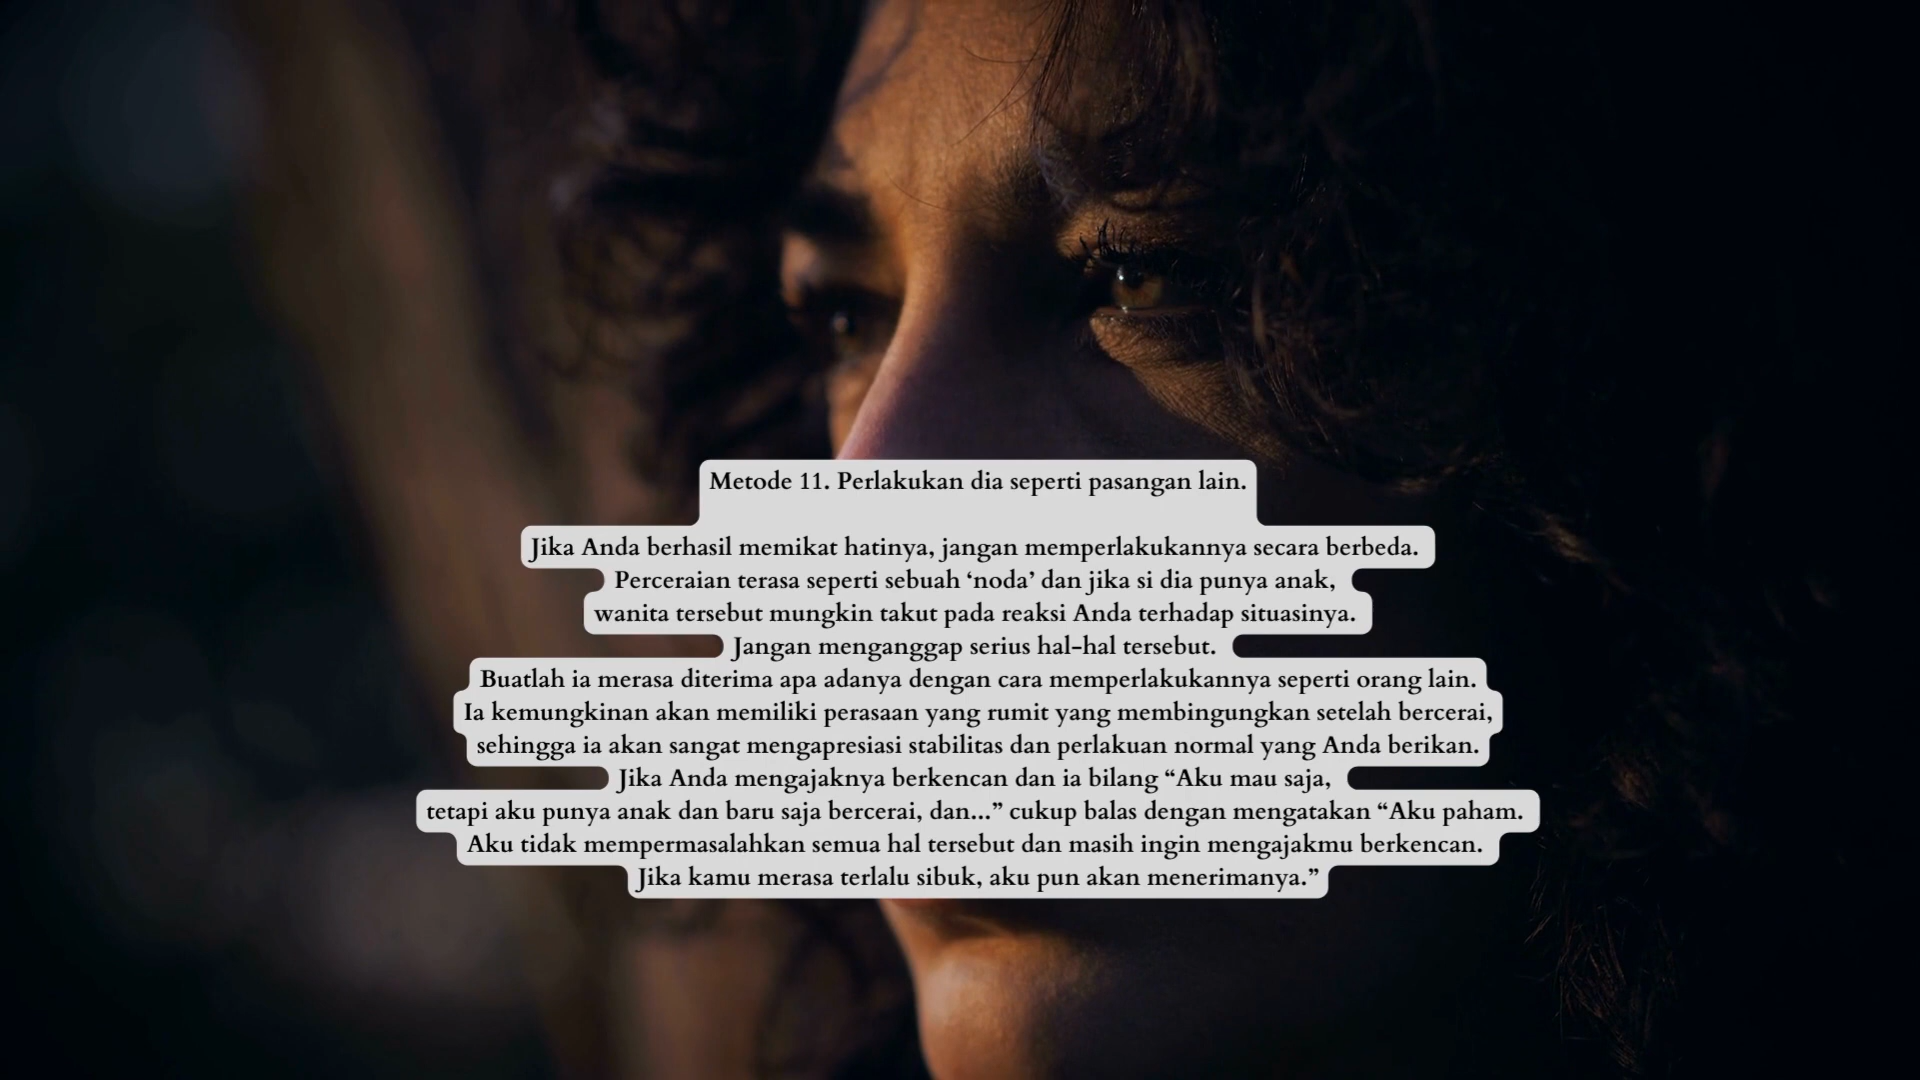 Metode 11. Perlakukan dia seperti pasangan lain.
Jika Anda berhasil memikat hatinya, jangan memperlakukannya secara berbeda.
Perceraian terasa seperti sebuah ‘noda’ dan jika si dia punya anak,
wanita tersebut mungkin takut pada reaksi Anda terhadap situasinya.
Jangan menganggap serius hal-hal tersebut.
Buatlah ia merasa diterima apa adanya dengan cara memperlakukannya seperti orang lain.
Ia kemungkinan akan memiliki perasaan yang rumit yang membingungkan setelah bercerai,
sehingga ia akan sangat mengapresiasi stabilitas dan perlakuan normal yang Anda berikan.
Jika Anda mengajaknya berkencan dan ia bilang “Aku mau saja,
tetapi aku punya anak dan baru saja bercerai, dan...” cukup balas dengan mengatakan “Aku paham.
Aku tidak mempermasalahkan semua hal tersebut dan masih ingin mengajakmu berkencan.
Jika kamu merasa terlalu sibuk, aku pun akan menerimanya.”